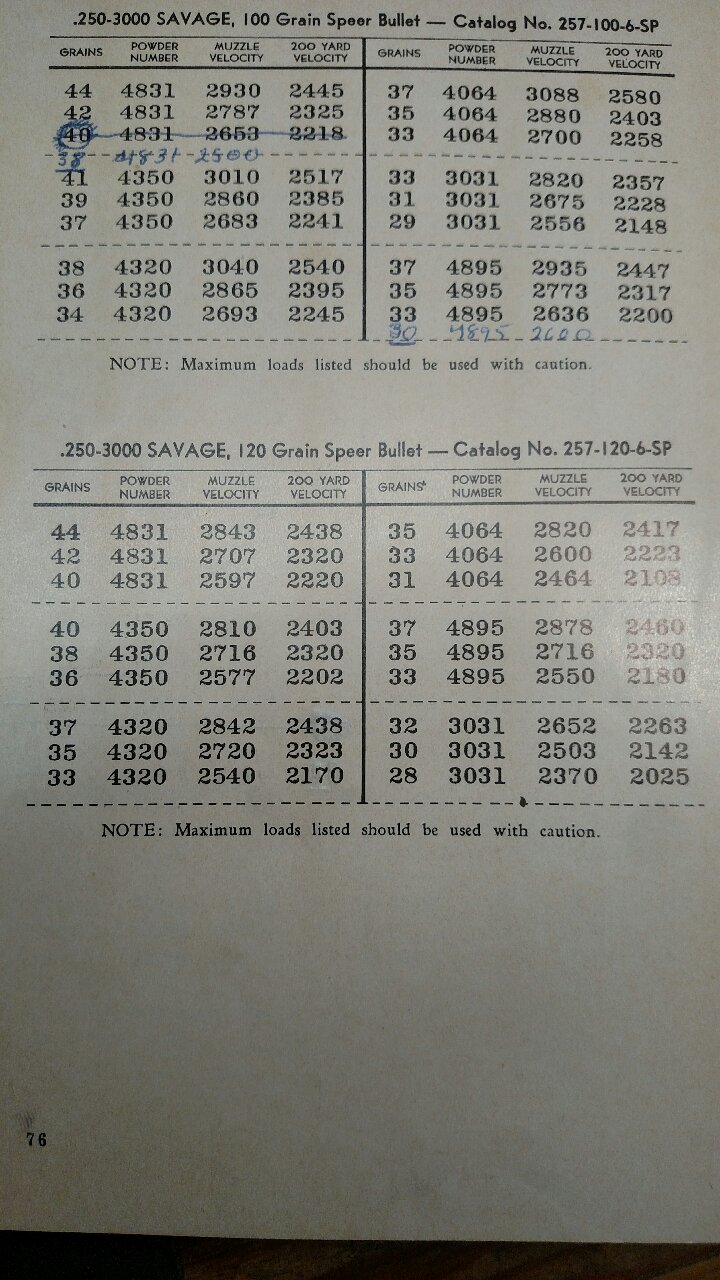 .250-3000 SAVAGE, 100 Grain Speer Bullet — Catalog No. 257-100-6-SP
GRAINS POWDER NUMBER MUZZLE VELOCITY 200 YARD VELOCITY GRAINS POWDER NUMBER MUZZLE VELOCITY 200 YARD VELOCITY
44 4831 2930 2445 37 4064 3088 2580
42 4831 2787 2325 35 4064 2880 2403
40 4831 2653 2218 33 4064 2700 2258
38 4831 2500
41 4350 3010 2517 33 3031 2820 2357
39 4350 2860 2385 31 3031 2675 2228
37 4350 2683 2241 29 3031 2556 2148
38 4320 3040 2540 37 4895 2935 2447
36 4320 2865 2395 35 4895 2773 2317
34 4320 2693 2245 33 4895 2636 2200
30 4895 2600
NOTE: Maximum loads listed should be used with caution.
.250-3000 SAVAGE, 120 Grain Speer Bullet — Catalog No. 257-120-6-SP
GRAINS POWDER NUMBER MUZZLE VELOCITY 200 YARD VELOCITY GRAINS POWDER NUMBER MUZZLE VELOCITY 200 YARD VELOCITY
44 4831 2843 2438 35 4064 2820 2417
42 4831 2707 2320 33 4064 2600 2223
40 4831 2597 2220 31 4064 2464 2108
40 4350 2810 2403 37 4895 2878 2460
38 4350 2716 2320 35 4895 2716 2320
36 4350 2577 2202 33 4895 2550 2180
37 4320 2842 2438 32 3031 2652 2263
35 4320 2720 2323 30 3031 2503 2142
33 4320 2540 2170 28 3031 2370 2025
NOTE: Maximum loads listed should be used with caution.
76